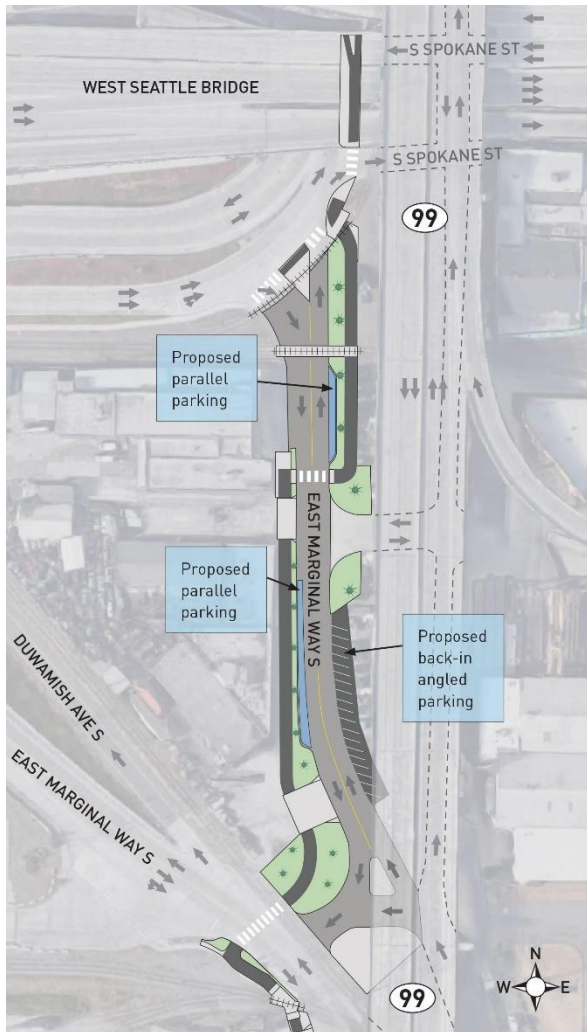 S SPOKANE ST
WEST SEATTLE BRIDGE
S SPOKANE ST
99
Proposed
parallel
parking
EAST MARGINAL WAY S
Proposed
parallel
parking
Proposed
back-in
angled
parking
DUWAMISH AVE S
EAST MARGINAL WAY S
N
W E
S
99